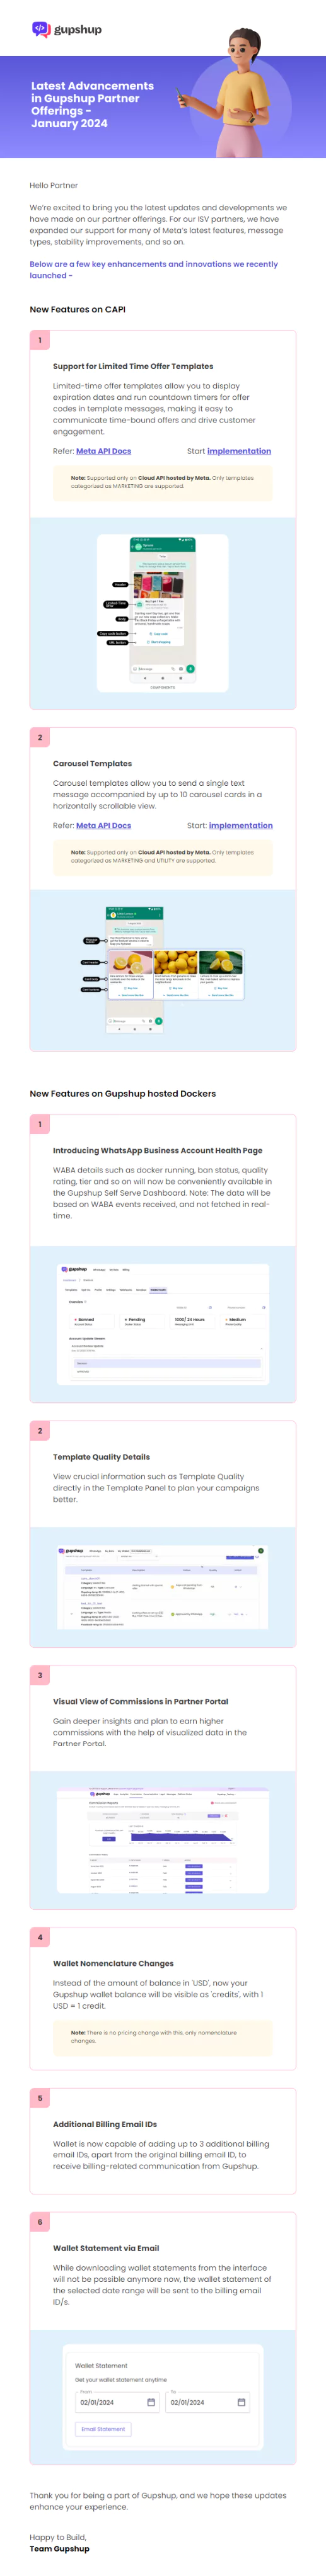 gupshup
Latest Advancements
in Gupshup Partner
Offerings -
January 2024
Hello Partner
We're excited to bring you the latest updates and developments we
have made on our partner offerings. For our ISV partners, we have
expanded our support for many of Meta's latest features, message
types, stability improvements, and so on.
Below are a few key enhancements and innovations we recently
launched -
New Features on CAPI
1
Support for Limited Time Offer Templates
Limited-time offer templates allow you to display
expiration dates and run countdown timers for offer
codes in template messages, making it easy to
communicate time-bound offers and drive customer
engagement.
Refer: Meta API Docs Start implementation
Note: Supported only on Cloud API hosted by Meta. Only templates
categorised as MARKETING are supported.
Header
Limited Time
Offer
Body
Copy code button
URL button
Copy code
Start shopping
COMPONENTS
2
Carousel Templates
Carousel templates allow you to send a single text
message accompanied by up to 10 carousel cards in a
horizontally scrollable view.
Refer: Meta API Docs Start: implementation
Note: Supported only on Cloud API hosted by Meta. Only templates
categorised as MARKETING and UTILITY are supported.
New Features on Gupshup hosted Dockers
1
Introducing WhatsApp Business Account Health Page
WABA details such as docker running, ban status, quality
rating, tier and so on will now be conveniently available in
the Gupshup Self Serve Dashboard. Note: The data will be
based on WABA events received, and not fetched in real-
time.
gupshup
Overview
Banned
Pending
1000/ 24 Hours
Medium
2
Template Quality Details
View crucial information such as Template Quality
directly in the Template Panel to plan your campaigns
better.
gupshup
3
Visual View of Commissions in Partner Portal
Gain deeper insights and plan to earn higher
commissions with the help of visualized data in the
Partner Portal.
gupshup
4
Wallet Nomenclature Changes
Instead of the amount of balance in 'USD', now your
Gupshup wallet balance will be visible as 'credits', with 1
USD = 1 credit.
Note: There is no pricing change with this, only nomenclature
changes.
5
Additional Billing Email IDs
Wallet is now capable of adding up to 3 additional billing
email IDs, apart from the original billing email ID, to
receive billing-related communication from Gupshup.
6
Wallet Statement via Email
While downloading wallet statements from the interface
will not be possible anymore now, the wallet statement of
the selected date range will be sent to the billing email
ID/s.
Wallet Statement
Get your wallet statement anytime
From To
02/01/2024 02/01/2024
Email Statement
Thank you for being a part of Gupshup, and we hope these updates
enhance your experience.
Happy to Build,
Team Gupshup